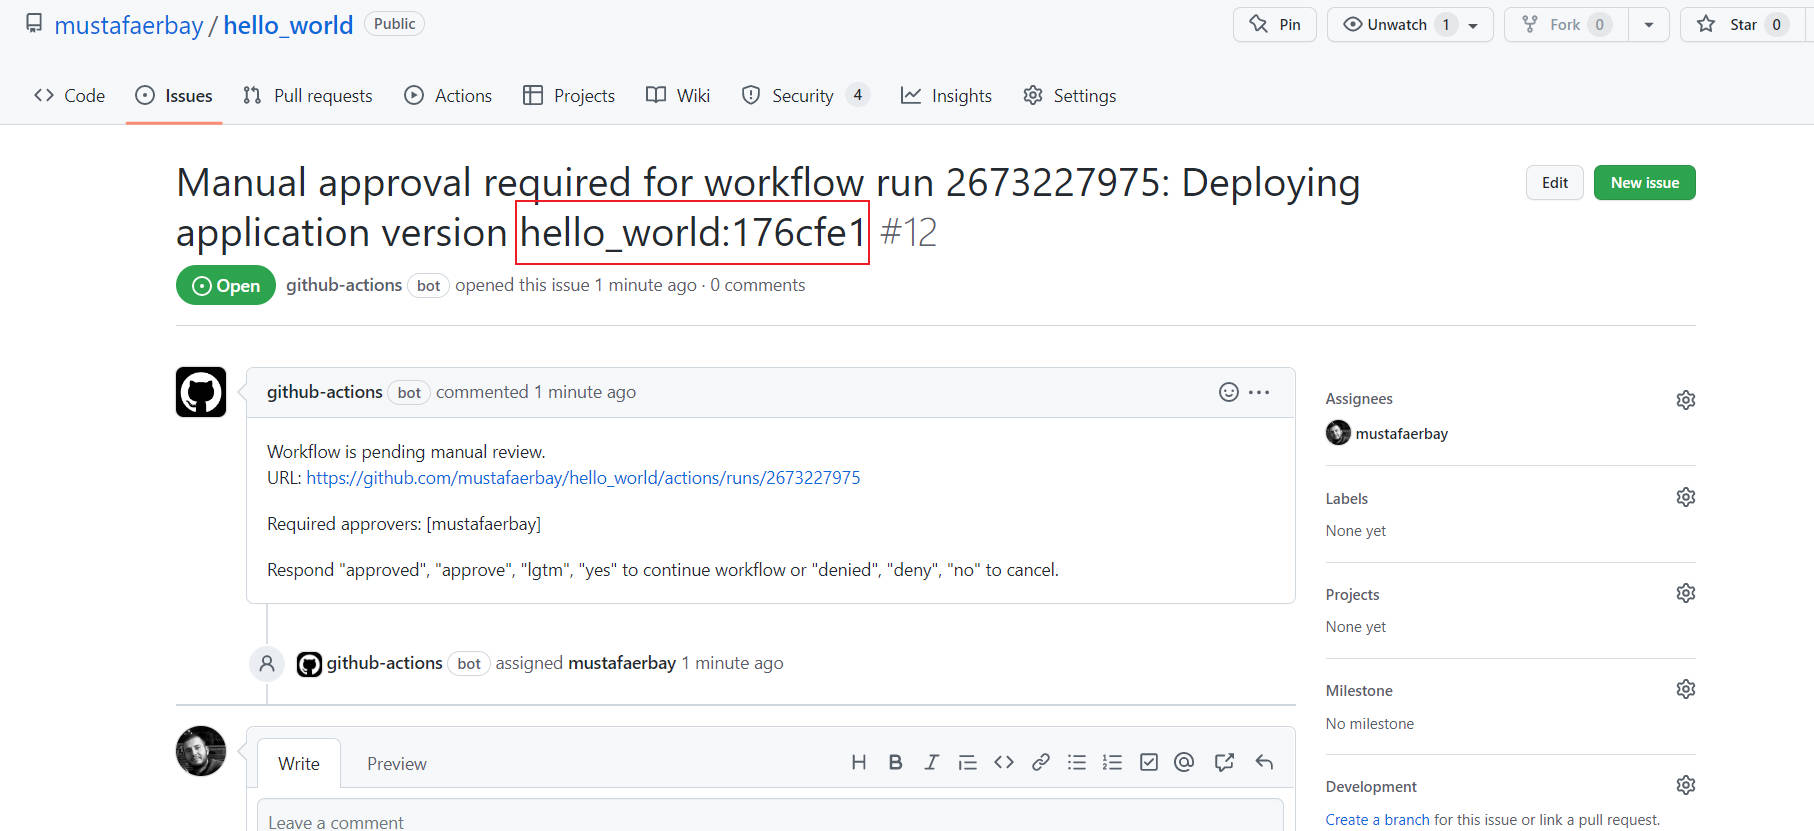 mustafaerbay / hello_world Public
Pin Unwatch 1 Fork 0 Star 0
Code Issues Pull requests Actions Projects Wiki Security 4 Insights Settings
Manual approval required for workflow run 2673227975: Deploying
application version hello_world:176cfe1 #12
Edit New issue
Open github-actions bot opened this issue 1 minute ago · 0 comments
github-actions bot commented 1 minute ago
Workflow is pending manual review.
URL: https://github.com/mustafaerbay/hello_world/actions/runs/2673227975
Required approvers: [mustafaerbay]
Respond "approved", "approve", "lgtm", "yes" to continue workflow or "denied", "deny", "no" to cancel.
github-actions bot assigned mustafaerbay 1 minute ago
Write Preview
Leave a comment
Assignees
mustafaerbay
Labels
None yet
Projects
None yet
Milestone
No milestone
Development
Create a branch for this issue or link a pull request.